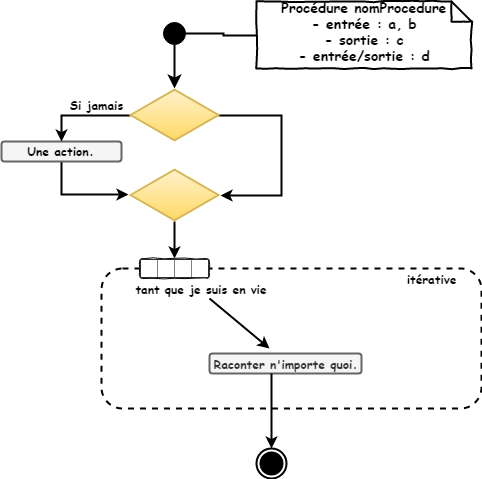 Procédure nomProcedure
- entrée : a, b
- sortie : c
- entrée/sortie : d
Si jamais
Une action.
itérative
tant que je suis en vie
Raconter n'importe quoi.